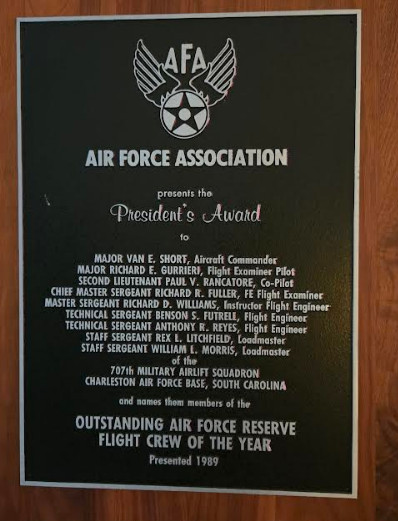 AFA
AIR FORCE ASSOCIATION
presents the
President's Award
to
MAJOR VAN E. SHORT, Aircraft Commander
MAJOR RICHARD E. GURRIERI, Flight Examiner Pilot
SECOND LIEUTENANT PAUL V. RANCATORE, Co-Pilot
CHIEF MASTER SERGEANT RICHARD R. FULLER, FE Flight Examiner
MASTER SERGEANT RICHARD D. WILLIAMS, Instructor Flight Engineer
TECHNICAL SERGEANT BENSON S. FUTRELL, Flight Engineer
TECHNICAL SERGEANT ANTHONY R. REYES, Flight Engineer
STAFF SERGEANT REX L. LITCHFIELD, Loadmaster
STAFF SERGEANT WILLIAM E. MORRIS, Loadmaster
of the
707th MILITARY AIRLIFT SQUADRON
CHARLESTON AIR FORCE BASE, SOUTH CAROLINA
and names them members of the
OUTSTANDING AIR FORCE RESERVE
FLIGHT CREW OF THE YEAR
Presented 1989